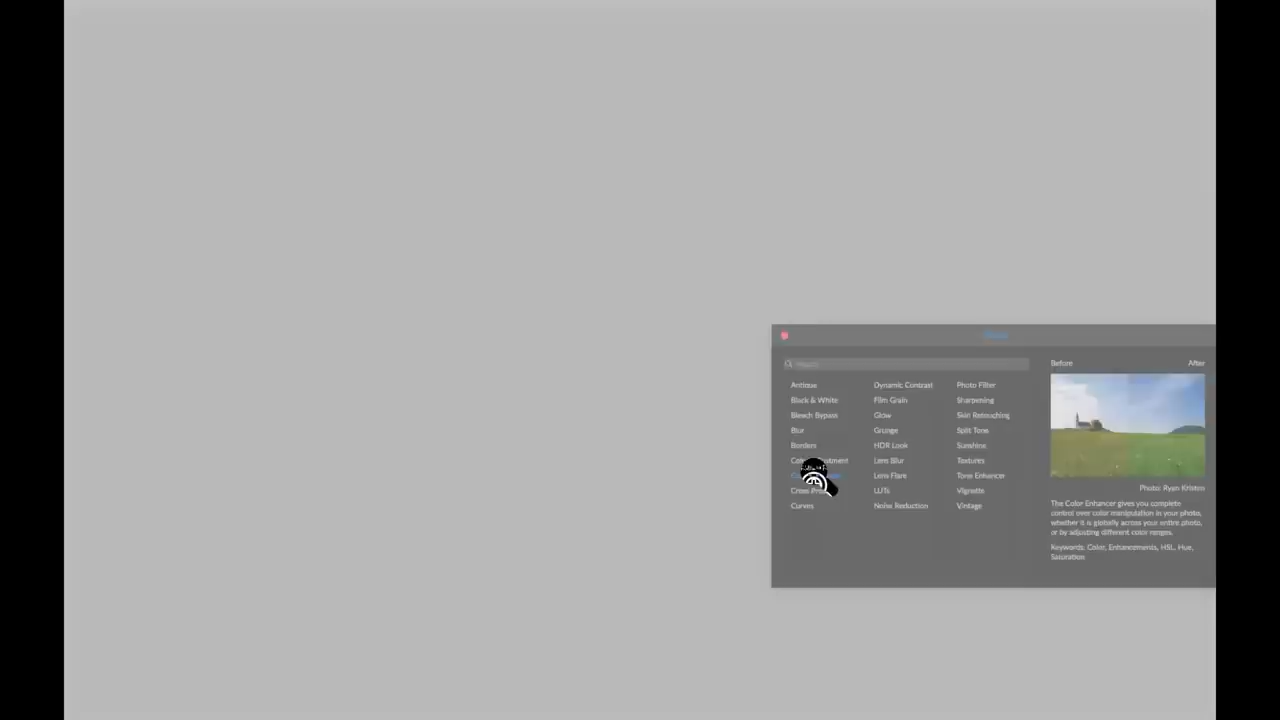 Before
After
Antique
Dynamic Contrast
Photo Filter
Black & White
Film Grain
Sharpening
Bleach Bypass
Glow
Skin Retouching
Blur
Grunge
Split Tone
Borders
HDR Look
Sunshine
Lens Blur
Textures
Lens Flare
Tone Enhancer
Cross
LUTs
Vignette
Curves
Noise Reduction
Vintage
Photo: Ryan Kristen
The Color Enhancer gives you complete
control over color manipulation in your photo,
whether it is globally across your entire photo,
or by adjusting different color ranges.
Keywords: Color, Enhancements, HSL, Hue,
Saturation